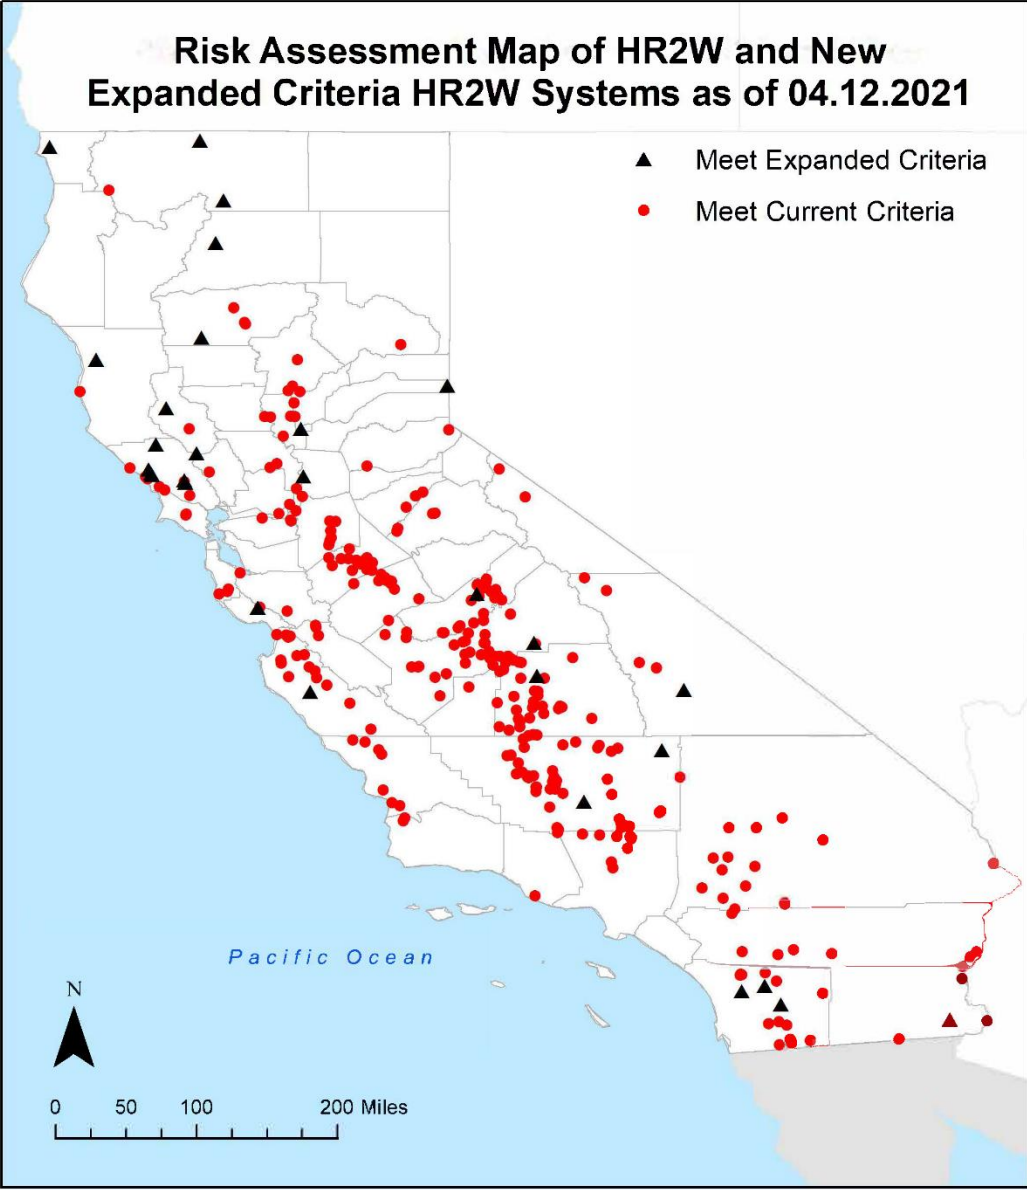 Risk Assessment Map of HR2W and New
Expanded Criteria HR2W Systems as of 04.12.2021
Meet Expanded Criteria
Meet Current Criteria
Pacific Ocean
N
0 50 100 200 Miles